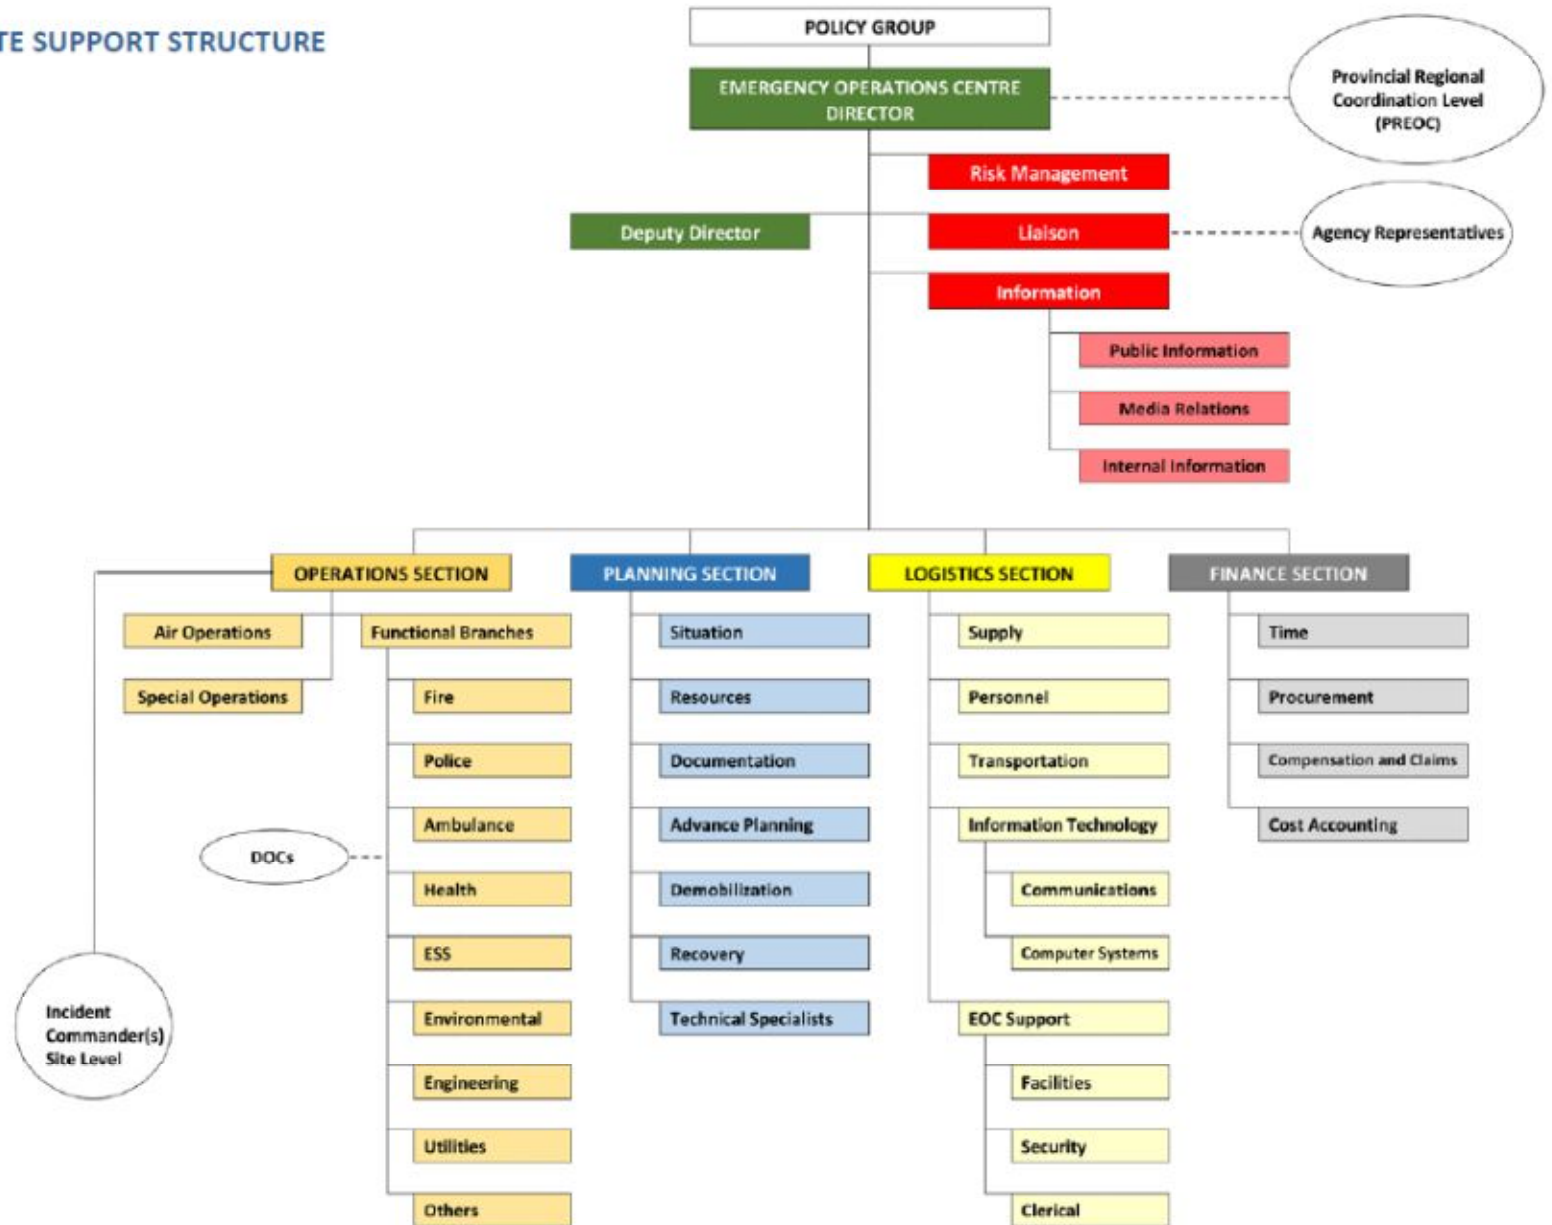 TE SUPPORT STRUCTURE
POLICY GROUP
EMERGENCY OPERATIONS CENTRE
DIRECTOR
Provincial Regional
Coordination Level
(PREOC)
Risk Management
Deputy Director
Liaison
Agency Representatives
Information
Public Information
Media Relations
Internal Information
OPERATIONS SECTION
Air Operations
Functional Branches
Special Operations
Fire
Police
Ambulance
DOCs
Health
ESS
Environmental
Engineering
Utilities
Others
Incident
Commander(s)
Site Level
PLANNING SECTION
Situation
Resources
Documentation
Advance Planning
Demobilization
Recovery
Technical Specialists
LOGISTICS SECTION
Supply
Personnel
Transportation
Information Technology
Communications
Computer Systems
EOC Support
Facilities
Security
Clerical
FINANCE SECTION
Time
Procurement
Compensation and Claims
Cost Accounting